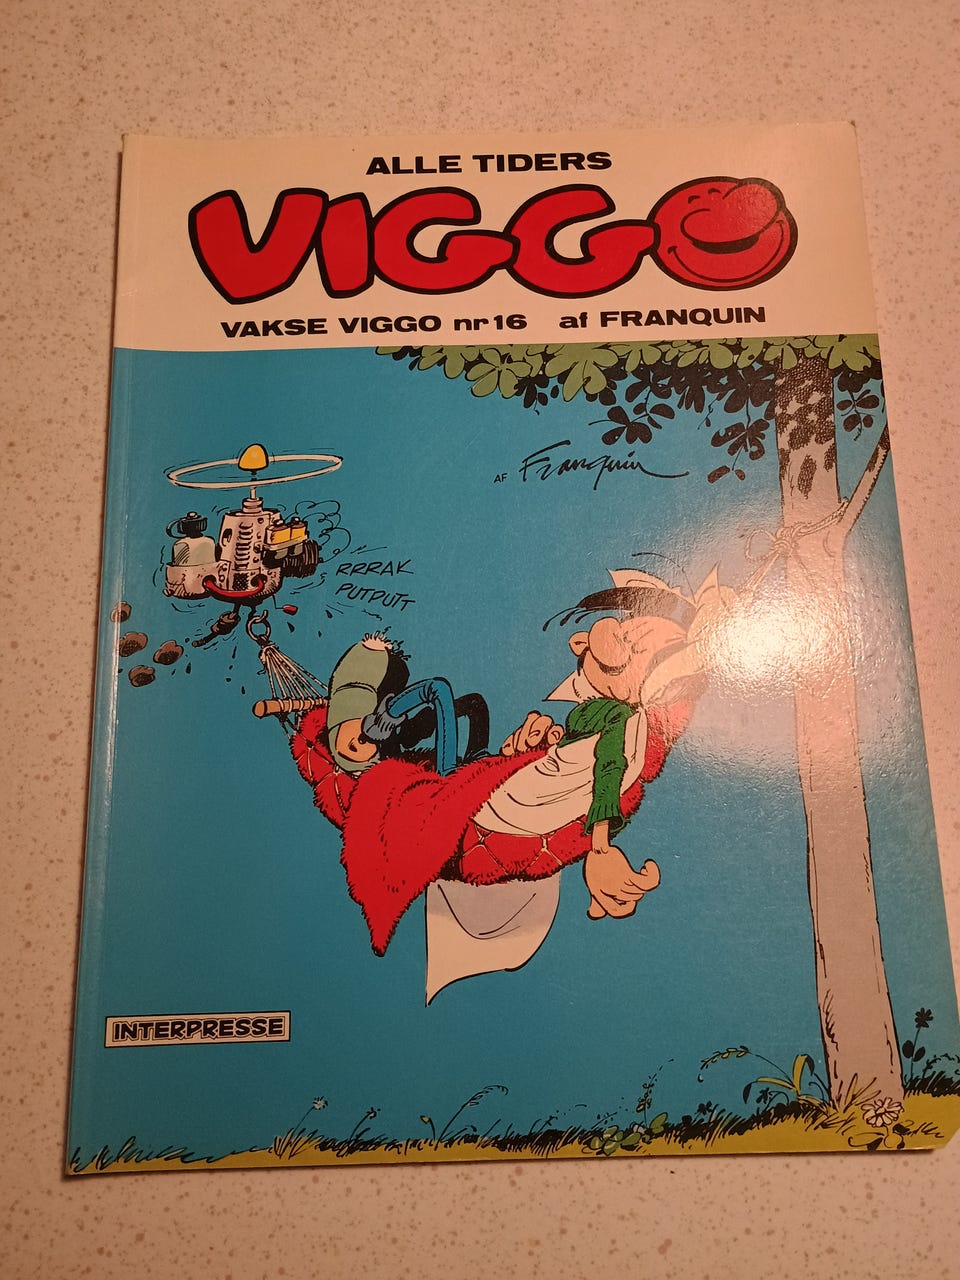 ALLE TIDERS
VIGGO
VAKSE VIGGO nr 16 af FRANQUIN
AF Franquin
RRRAK
PUTPUTT
INTERPRESSE